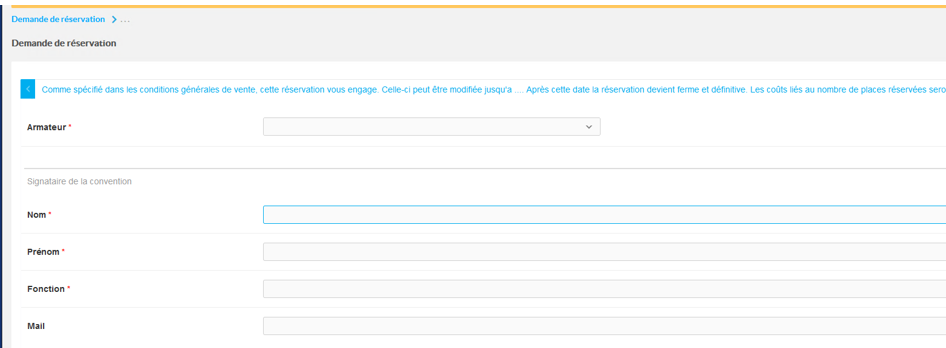 Demande de réservation > ...
Demande de réservation
Comme spécifié dans les conditions générales de vente, cette réservation vous engage. Celle-ci peut être modifiée jusqu'a .... Après cette date la réservation devient ferme et définitive. Les coûts liés au nombre de places réservées sero
Armateur *
Signataire de la convention
Nom *
Prénom *
Fonction *
Mail